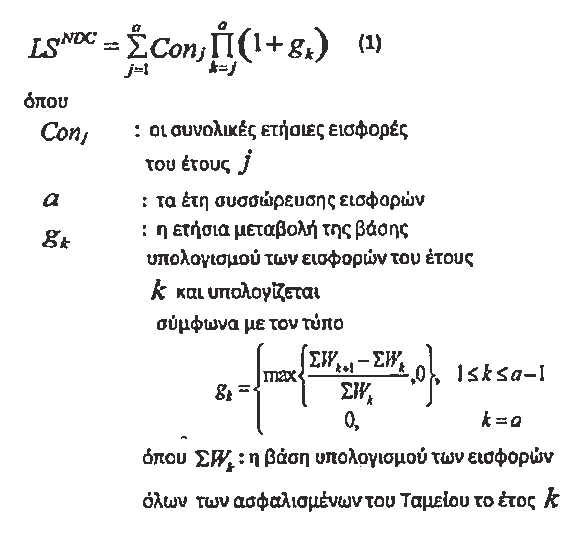 LS^{NDC} = \sum_{j=1}^{a} Con_j \prod_{k=j}^{a} (1 + g_k) (1)
όπου
Con_j : οι συνολικές ετήσιες εισφορές
του έτους j
a : τα έτη συσσώρευσης εισφορών
g_k : η ετήσια μεταβολή της βάσης
υπολογισμού των εισφορών του έτους
k και υπολογίζεται
σύμφωνα με τον τύπο
g_k = { max{ (ΣW_{k+1} − ΣW_k) / ΣW_k , 0 }, 1 ≤ k ≤ a−1
0, k = a
όπου ΣW_k : η βάση υπολογισμού των εισφορών
όλων των ασφαλισμένων του Ταμείου το έτος k